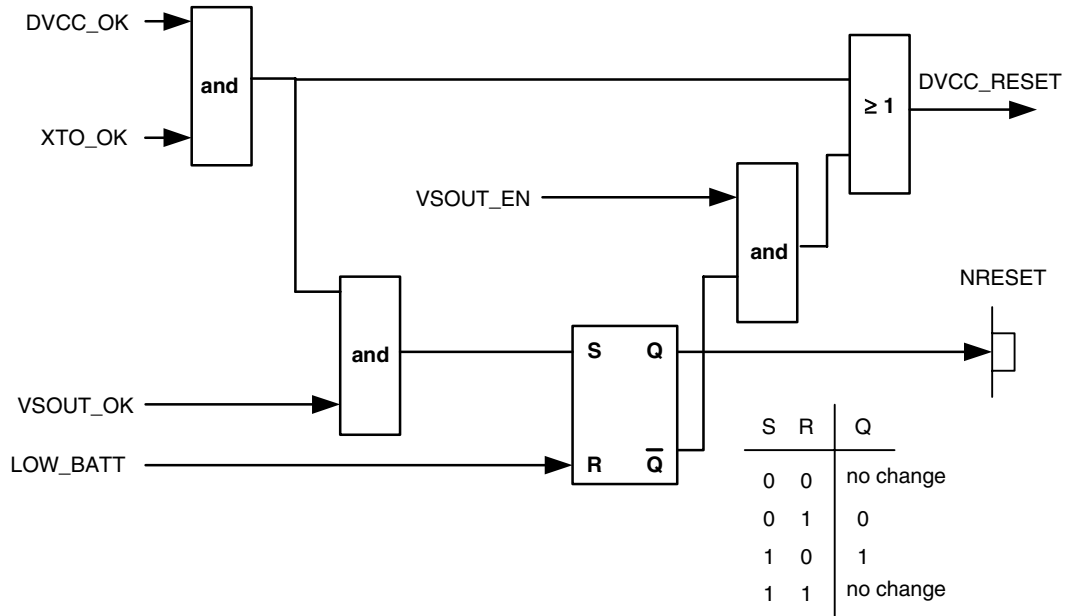 DVCC_OK
and
XTO_OK
≥ 1
DVCC_RESET
VSOUT_EN
and
NRESET
and
S Q
VSOUT_OK
LOW_BATT
R Q̅
S R Q
0 0 no change
0 1 0
1 0 1
1 1 no change